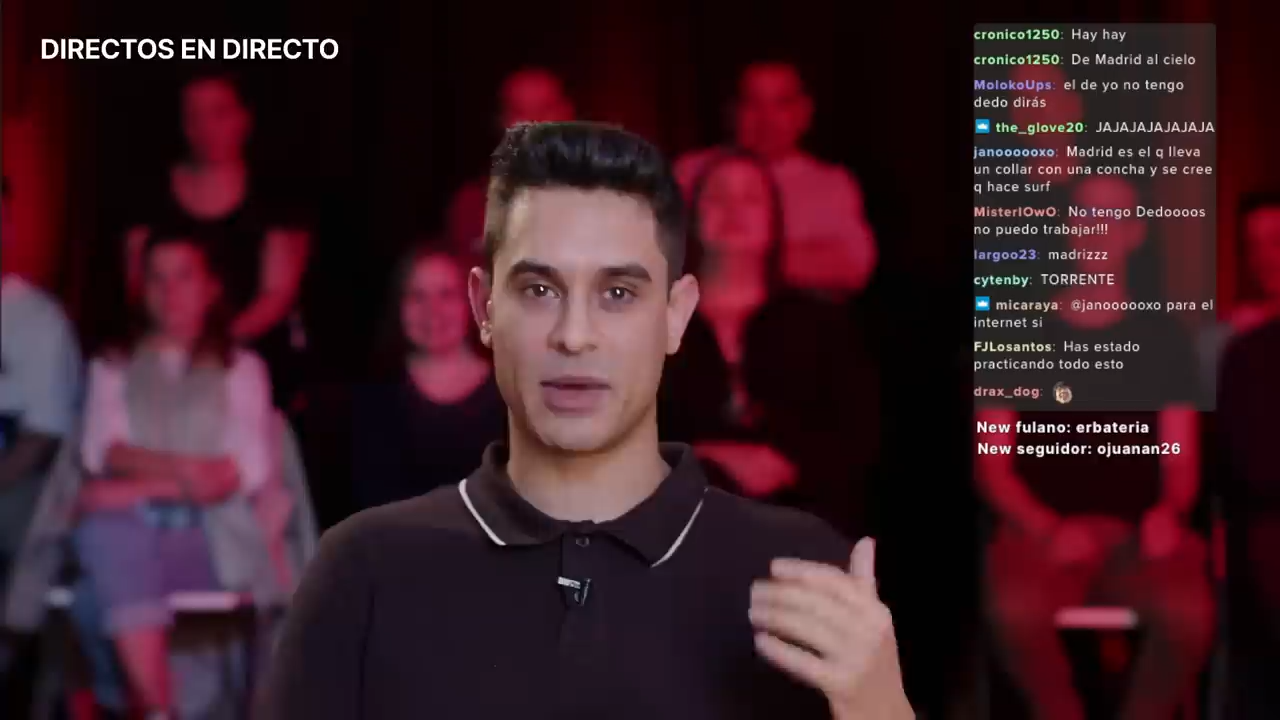 DIRECTOS EN DIRECTO
cronico1250: Hay hay
cronico1250: De Madrid al cielo
MolokoUps: el de yo no tengo
dedo dirás
the_glove20: JAJAJAJAJAJAJA
janoooooxo: Madrid es el q lleva
un collar con una concha y se cree
q hace surf
MisterIOwO: No tengo Dedoooos
no puedo trabajar!!!
largoo23: madrizzz
cytenby: TORRENTE
micaraya: @janoooooxo para el
internet si
FJLosantos: Has estado
practicando todo esto
drax_dog:
New fulano: erbateria
New seguidor: ojuanan26